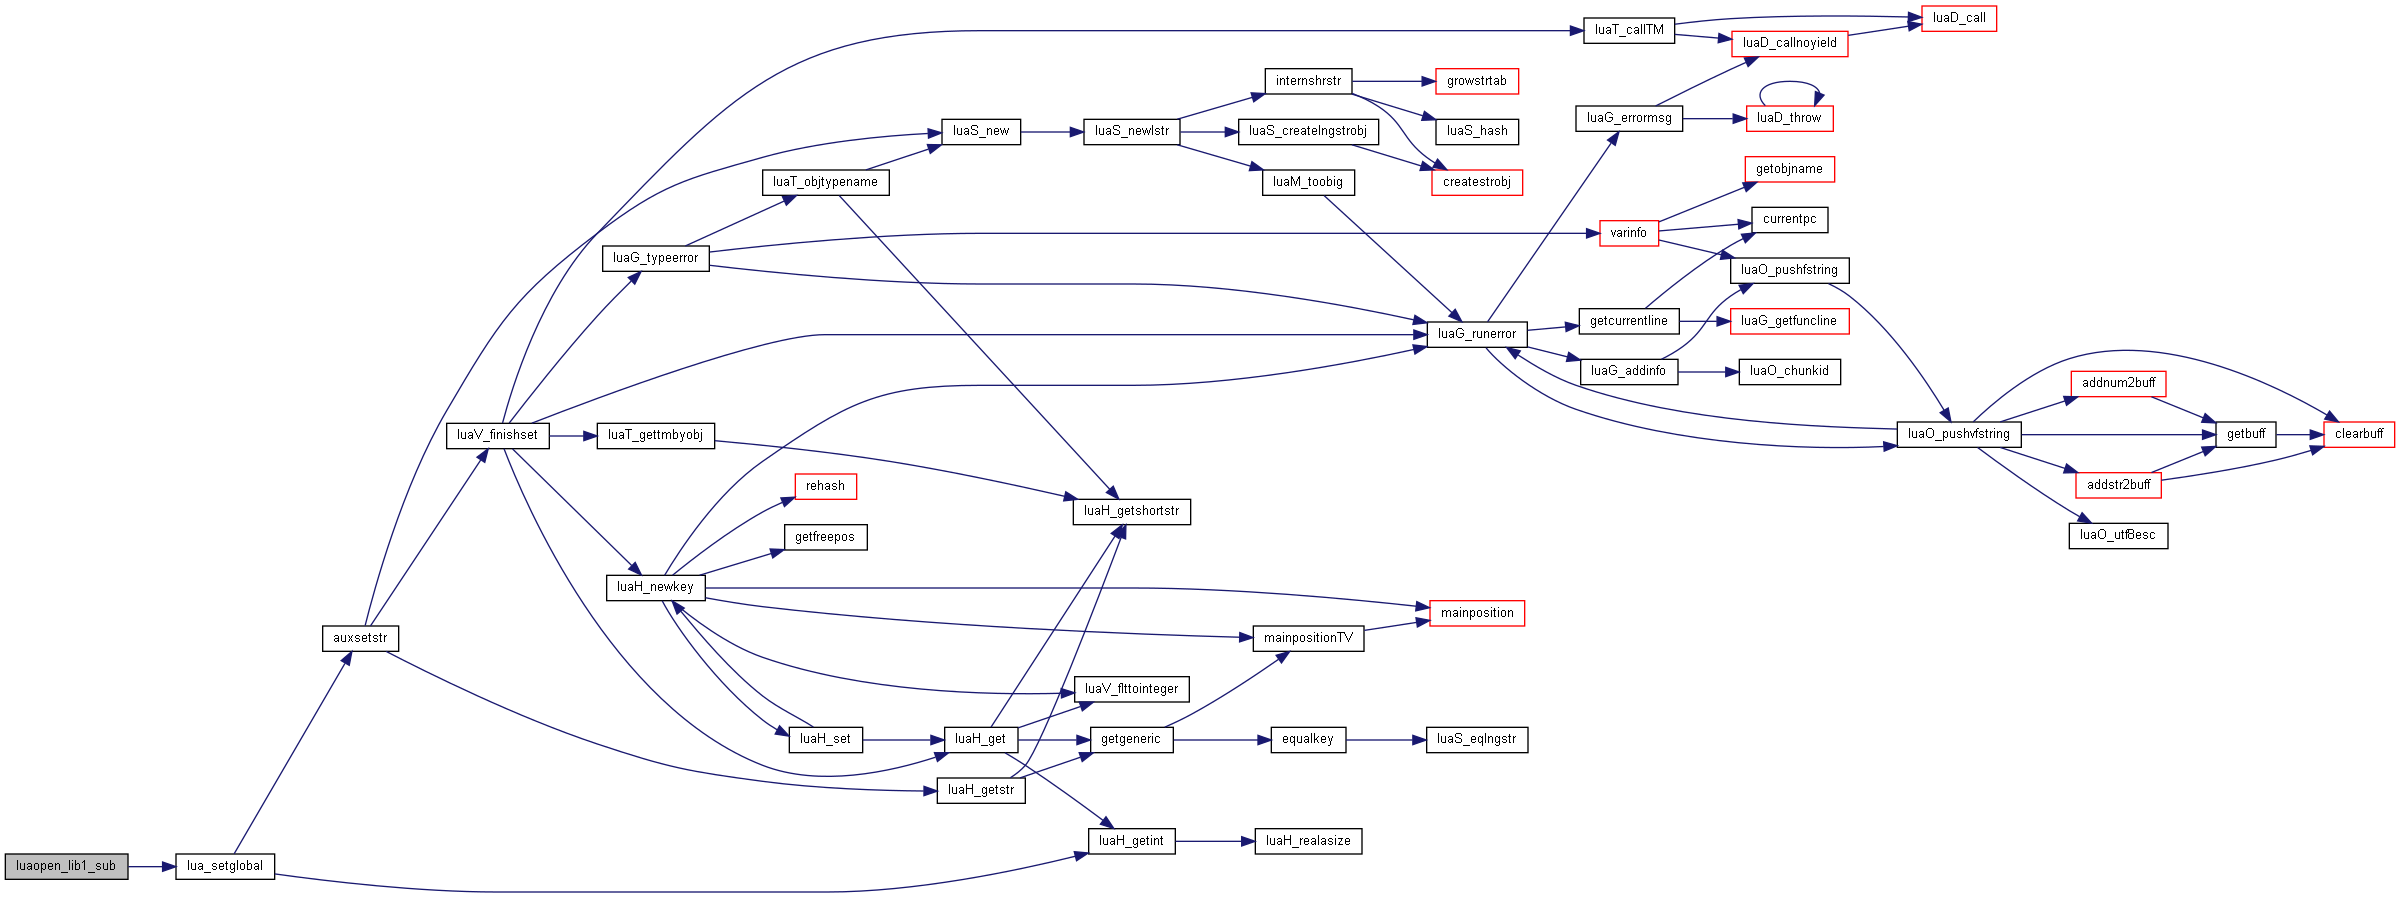 luaopen_lib1_sub
lua_setglobal
auxsetstr
luaV_finishset
luaG_typeerror
luaT_gettmbyobj
luaH_newkey
luaT_objtypename
rehash
getfreepos
luaH_set
luaS_new
luaH_get
luaH_getstr
luaS_newlstr
luaH_getshortstr
luaV_flttointeger
getgeneric
luaH_getint
internshrstr
luaS_createlngstrobj
luaM_toobig
mainpositionTV
equalkey
luaH_realasize
growstrtab
luaS_hash
createstrobj
luaG_runerror
mainposition
luaS_eqlngstr
luaT_callTM
luaG_errormsg
varinfo
getcurrentline
luaG_addinfo
luaD_callnoyield
luaD_throw
getobjname
currentpc
luaO_pushfstring
luaG_getfuncline
luaO_chunkid
luaD_call
luaO_pushvfstring
addnum2buff
addstr2buff
luaO_utf8esc
getbuff
clearbuff